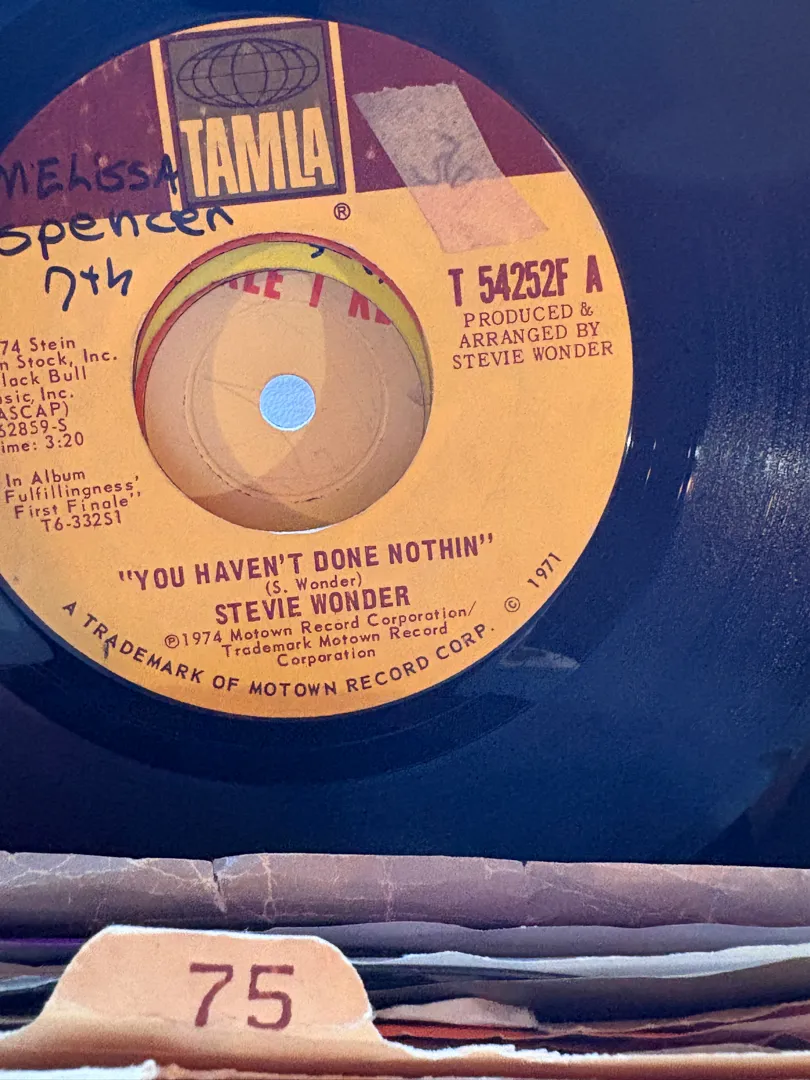 TAMLA
®
MELissA
Spencer
7th
T 54252F A
PRODUCED &
ARRANGED BY
STEVIE WONDER
74 Stein
n Stock, Inc.
lack Bull
sic, Inc.
ASCAP)
62859-S
ime: 3:20
In Album
Fulfillingness'
First Finale"
T6-332S1
"YOU HAVEN'T DONE NOTHIN"
(S. Wonder)
STEVIE WONDER
℗1974 Motown Record Corporation/
Trademark Motown Record
Corporation
A TRADEMARK OF MOTOWN RECORD CORP. © 1971
75